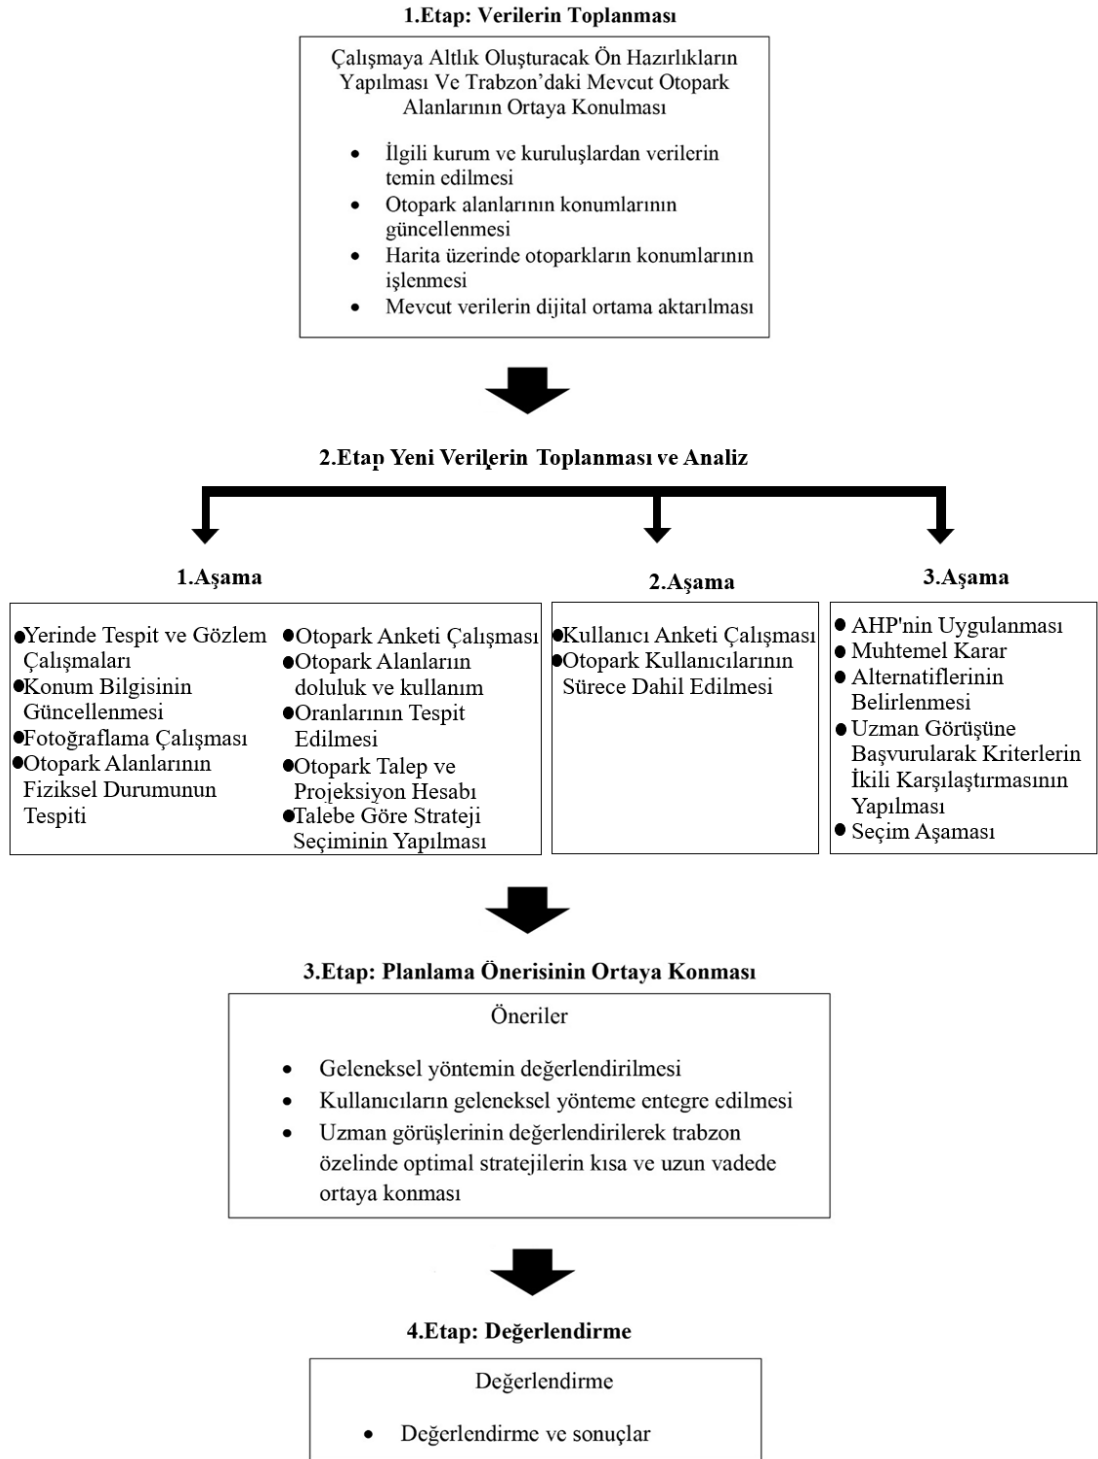 1.Etap: Verilerin Toplanması
Çalışmaya Altlık Oluşturacak Ön Hazırlıkların
Yapılması Ve Trabzon’daki Mevcut Otopark
Alanlarının Ortaya Konulması
• İlgili kurum ve kuruluşlardan verilerin
temin edilmesi
• Otopark alanlarının konumlarının
güncellenmesi
• Harita üzerinde otoparkların konumlarının
işlenmesi
• Mevcut verilerin dijital ortama aktarılması
2.Etap Yeni Verilerin Toplanması ve Analiz
1.Aşama
●Yerinde Tespit ve Gözlem
Çalışmaları
●Konum Bilgisinin
Güncellenmesi
●Fotoğraflama Çalışması
●Otopark Alanlarının
Fiziksel Durumunun
Tespiti
●Otopark Anketi Çalışması
●Otopark Alanlarıın
doluluk ve kullanım
●Oranlarının Tespit
Edilmesi
●Otopark Talep ve
Projeksiyon Hesabı
●Talebe Göre Strateji
Seçiminin Yapılması
2.Aşama
●Kullanıcı Anketi Çalışması
●Otopark Kullanıcılarının
Sürece Dahil Edilmesi
3.Aşama
● AHP'nin Uygulanması
● Muhtemel Karar
● Alternatiflerinin
Belirlenmesi
● Uzman Görüşüne
Başvurularak Kriterlerin
İkili Karşılaştırmasının
Yapılması
● Seçim Aşaması
3.Etap: Planlama Önerisinin Ortaya Konması
Öneriler
• Geleneksel yöntemin değerlendirilmesi
• Kullanıcıların geleneksel yönteme entegre edilmesi
• Uzman görüşlerinin değerlendirilerek trabzon
özelinde optimal stratejilerin kısa ve uzun vadede
ortaya konması
4.Etap: Değerlendirme
Değerlendirme
• Değerlendirme ve sonuçlar